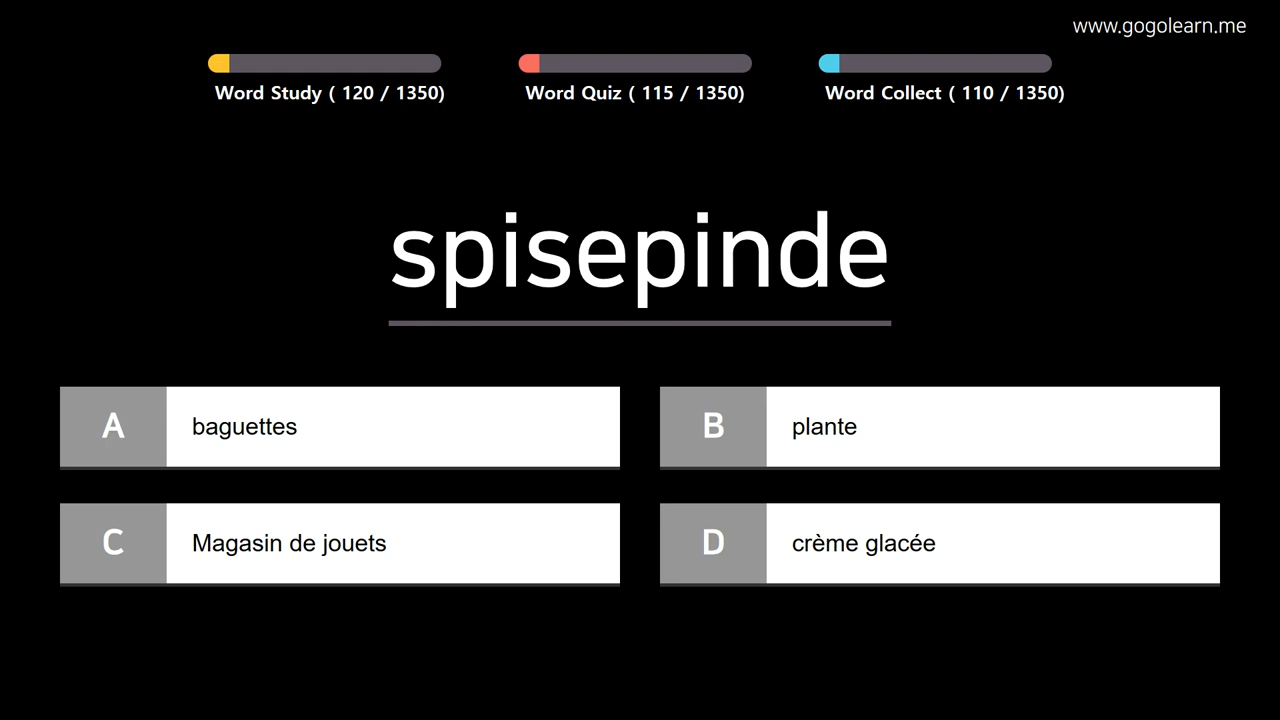 www.gogolearn.me
Word Study ( 120 / 1350)
Word Quiz ( 115 / 1350)
Word Collect ( 110 / 1350)
spisepinde
A baguettes
B plante
C Magasin de jouets
D crème glacée